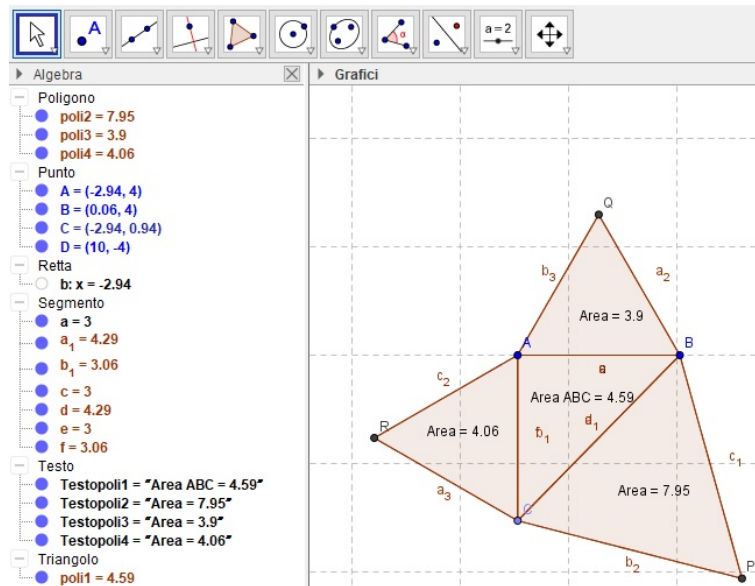 A
α
a = 2
Algebra
Grafici
Poligono
poli2 = 7.95
poli3 = 3.9
poli4 = 4.06
Punto
A = (-2.94, 4)
B = (0.06, 4)
C = (-2.94, 0.94)
D = (10, -4)
Retta
b: x = -2.94
Segmento
a = 3
a₁ = 4.29
b₁ = 3.06
c = 3
d = 4.29
e = 3
f = 3.06
Testo
Testopoli1 = "Area ABC = 4.59"
Testopoli2 = "Area = 7.95"
Testopoli3 = "Area = 3.9"
Testopoli4 = "Area = 4.06"
Triangolo
poli1 = 4.59
Q
b₃
a₂
Area = 3.9
A
B
c₂
Area ABC = 4.59
R
Area = 4.06
c₁
a₃
Area = 7.95
C
b₂
P